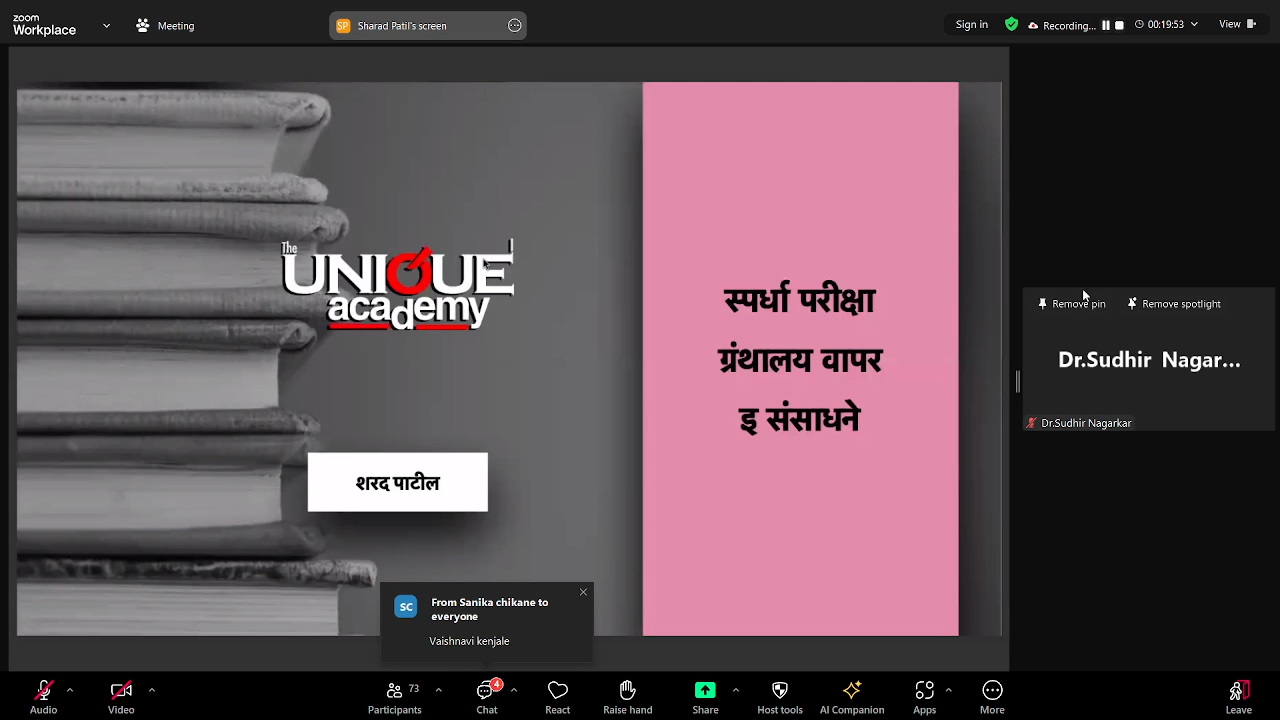 zoom
Workplace
Meeting
SP Sharad Patil's screen
Sign in
Recording...
00:19:53
View
The
UNIQUE
academy
शरद पाटील
स्पर्धा परीक्षा
ग्रंथालय वापर
इ संसाधने
Remove pin
Remove spotlight
Dr.Sudhir Nagar...
Dr.Sudhir Nagarkar
SC
From Sanika chikane to
everyone
Vaishnavi kenjale
Audio
Video
Participants
73
Chat
4
React
Raise hand
Share
Host tools
AI Companion
Apps
More
Leave